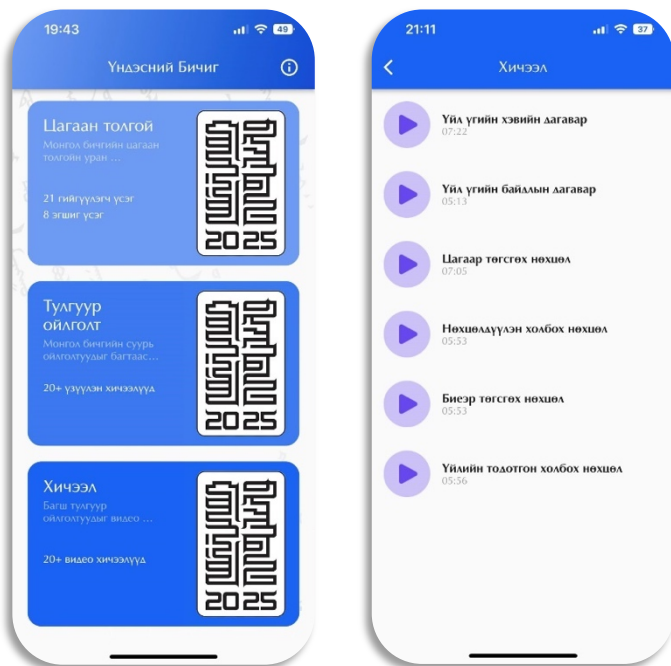 19:43
49
Үндэсний Бичиг
Цагаан толгой
Монгол бичгийн цагаан
толгойн уран ...
21 гийгүүлэгч үсэг
8 эгшиг үсэг
2025
Тулгуур
ойлголт
Монгол бичгийн суурь
ойлголтуудыг багтаас...
20+ үзүүлэн хичээлүүд
2025
Хичээл
Багш тулгуур
ойлголтуудыг видео ...
20+ видео хичээлүүд
2025
21:11
37
Хичээл
Үйл үгийн хэвийн дагавар
07:22
Үйл үгийн байдлын дагавар
05:13
Цагаар төгсгөх нөхцөл
07:05
Нөхцөлдүүлэн холбох нөхцөл
05:53
Биеэр төгсгөх нөхцөл
05:53
Үйлийн тодотгон холбох нөхцөл
05:56